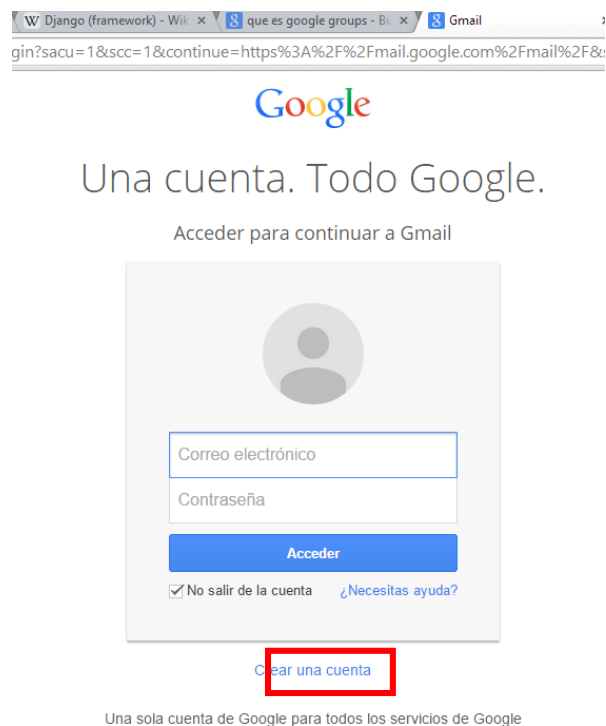 Django (framework) - Wik
que es google groups - Bu
Gmail
gin?sacu=1&scc=1&continue=https%3A%2F%2Fmail.google.com%2Fmail%2F&s
Google
Una cuenta. Todo Google.
Acceder para continuar a Gmail
Correo electrónico
Contraseña
Acceder
No salir de la cuenta ¿Necesitas ayuda?
Crear una cuenta
Una sola cuenta de Google para todos los servicios de Google